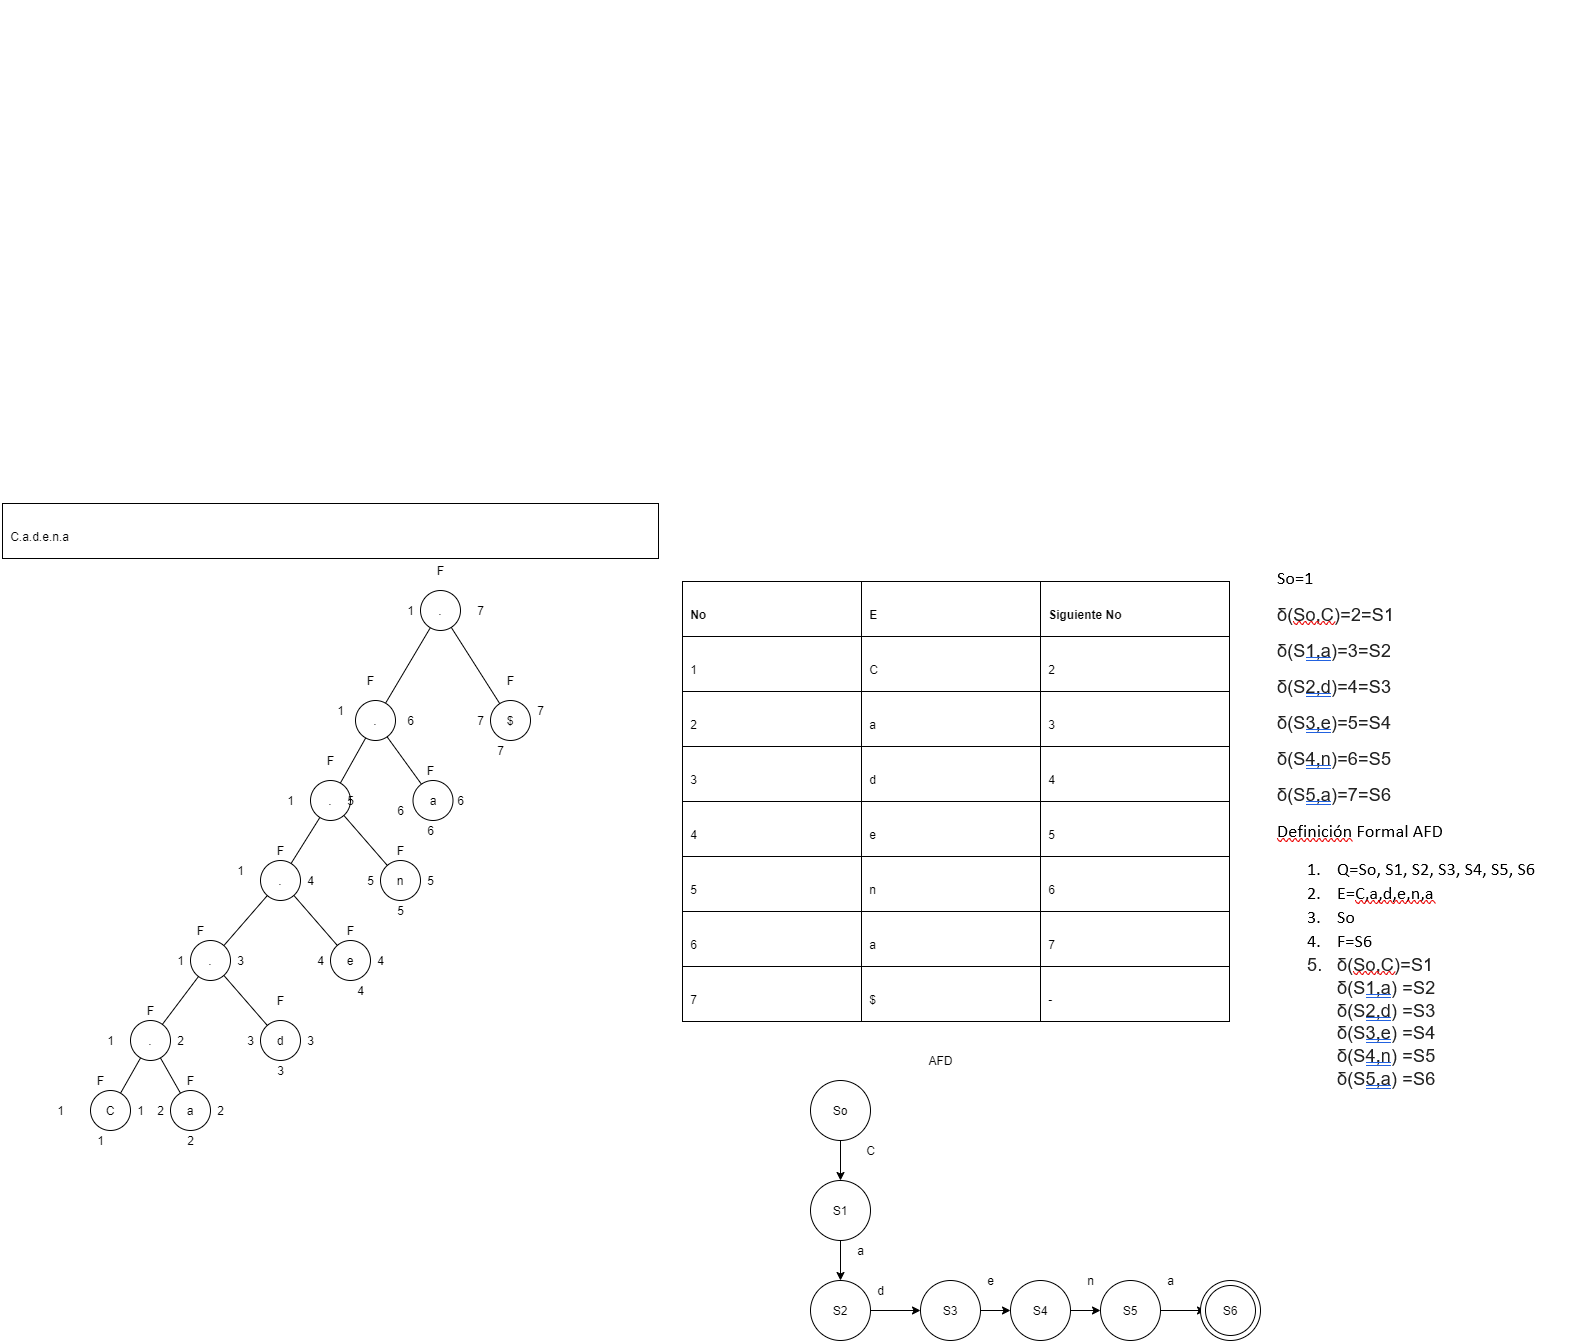 C.a.d.e.n.a
F
1 . 7
F F
1 . 6 7 $ 7
7
F F
1 . 5 6 a 6
6
F F
1 . 4 5 n 5
5
F F
1 . 3 4 e 4
4
F F
1 . 2 3 d 3
3
F F
1 C 1 2 a 2
1 2
No E Siguiente No
1 C 2
2 a 3
3 d 4
4 e 5
5 n 6
6 a 7
7 $ -
AFD
So
C
S1
a
d e n a
S2 S3 S4 S5 S6
So=1
δ(So,C)=2=S1
δ(S1,a)=3=S2
δ(S2,d)=4=S3
δ(S3,e)=5=S4
δ(S4,n)=6=S5
δ(S5,a)=7=S6
Definición Formal AFD
1. Q=So, S1, S2, S3, S4, S5, S6
2. E=C,a,d,e,n,a
3. So
4. F=S6
5. δ(So,C)=S1
δ(S1,a) =S2
δ(S2,d) =S3
δ(S3,e) =S4
δ(S4,n) =S5
δ(S5,a) =S6